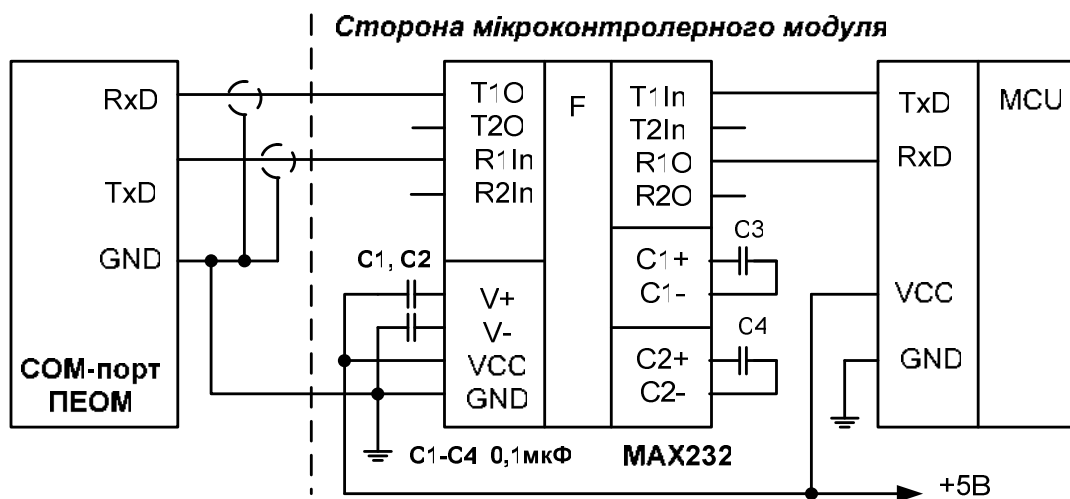 Сторона мікроконтролерного модуля
RxD
TxD
GND
COM-порт
ПЕОМ
T1O
T2O
R1In
R2In
C1, C2
V+
V-
VCC
GND
F
T1In
T2In
R1O
R2O
C1+
C1-
C2+
C2-
C3
C4
C1-C4 0,1мкФ
MAX232
TxD
RxD
VCC
GND
MCU
+5В